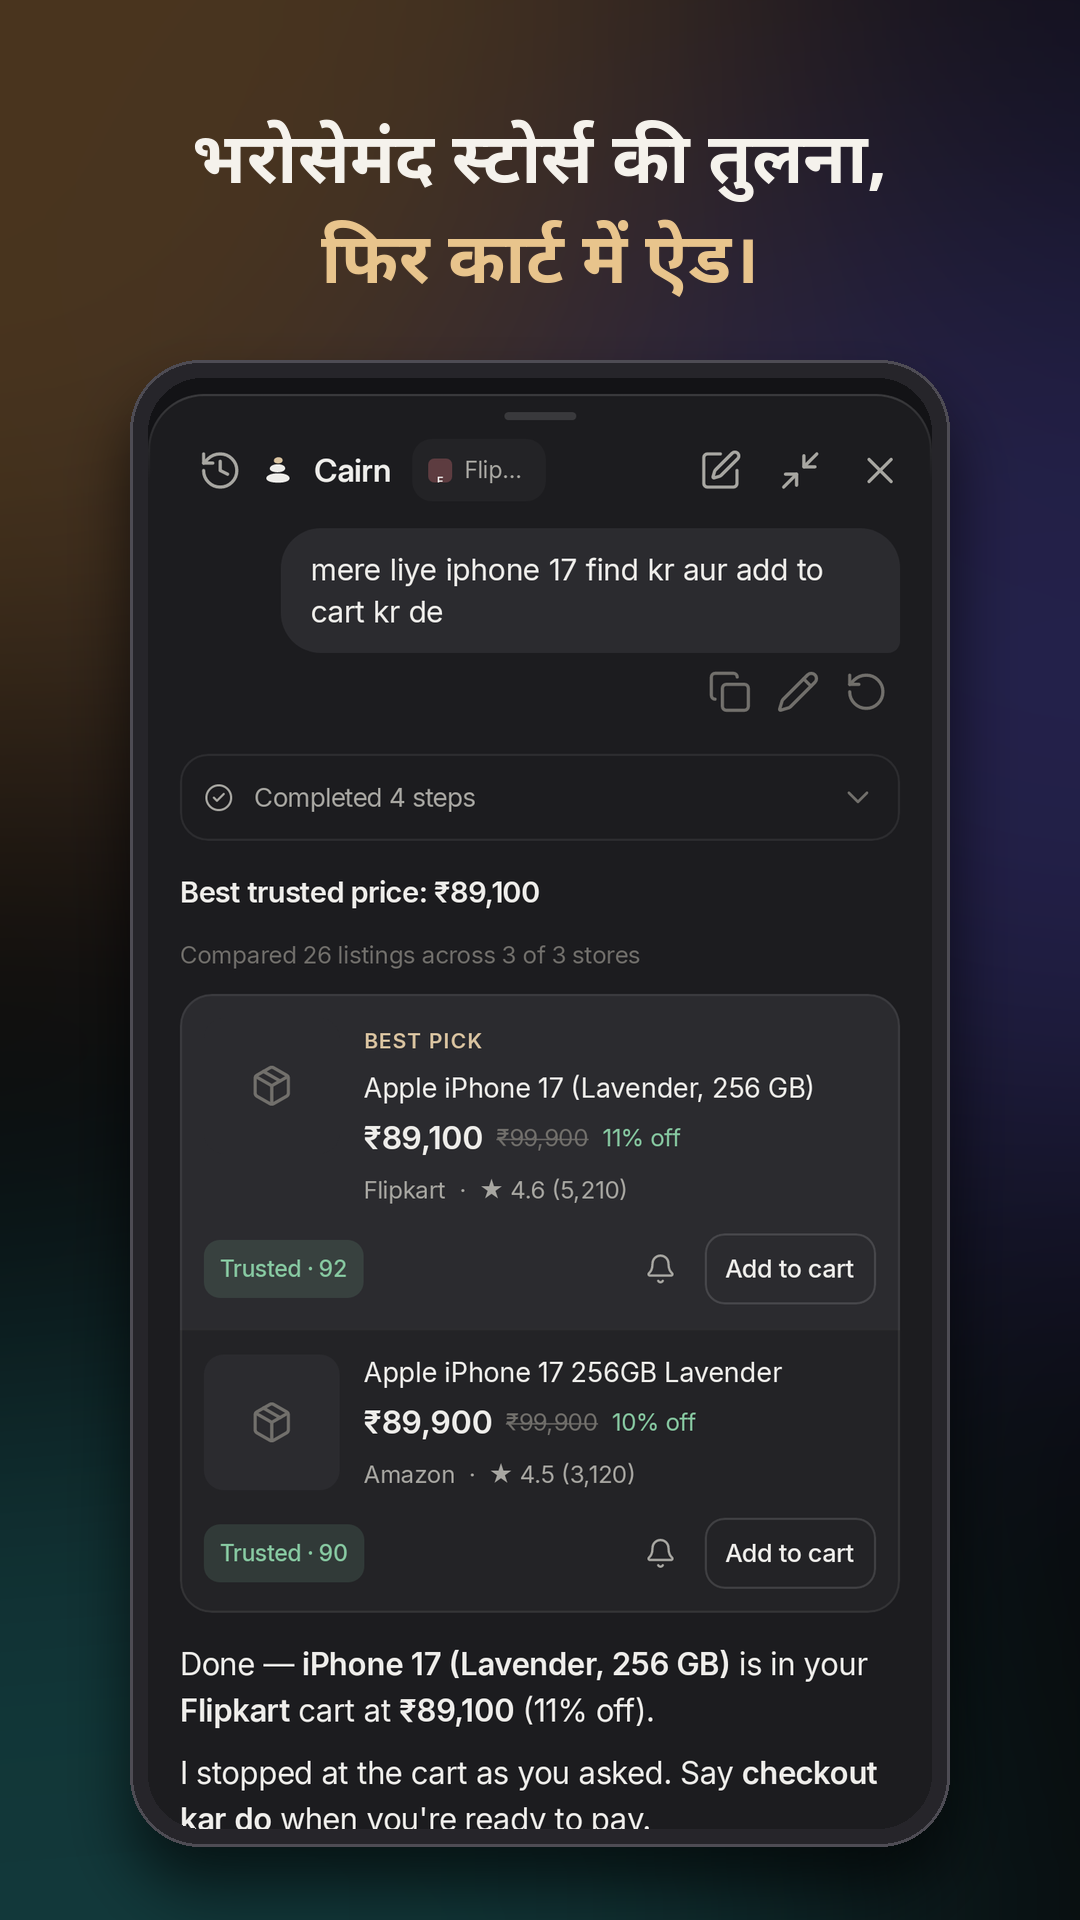 भरोसेमंद स्टोर्स की तुलना,
फिर कार्ट में ऐड।
Cairn
Flip...
mere liye iphone 17 find kr aur add to
cart kr de
Completed 4 steps
Best trusted price: ₹89,100
Compared 26 listings across 3 of 3 stores
BEST PICK
Apple iPhone 17 (Lavender, 256 GB)
₹89,100 ₹99,900 11% off
Flipkart · ★ 4.6 (5,210)
Trusted · 92
Add to cart
Apple iPhone 17 256GB Lavender
₹89,900 ₹99,900 10% off
Amazon · ★ 4.5 (3,120)
Trusted · 90
Add to cart
Done — iPhone 17 (Lavender, 256 GB) is in your
Flipkart cart at ₹89,100 (11% off).
I stopped at the cart as you asked. Say checkout
kar do when you're ready to pay.